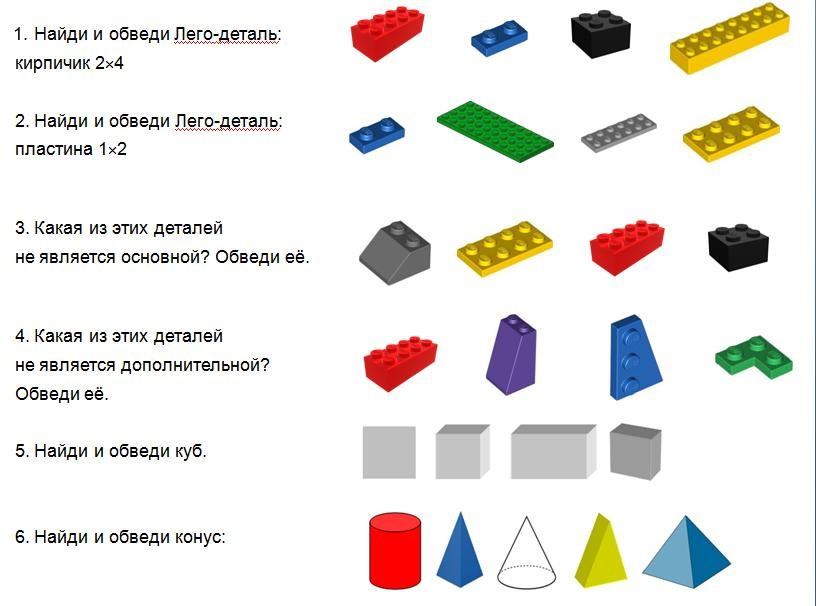 1. Найди и обведи Лего-деталь:
кирпичик 2×4
2. Найди и обведи Лего-деталь:
пластина 1×2
3. Какая из этих деталей
не является основной? Обведи её.
4. Какая из этих деталей
не является дополнительной?
Обведи её.
5. Найди и обведи куб.
6. Найди и обведи конус: